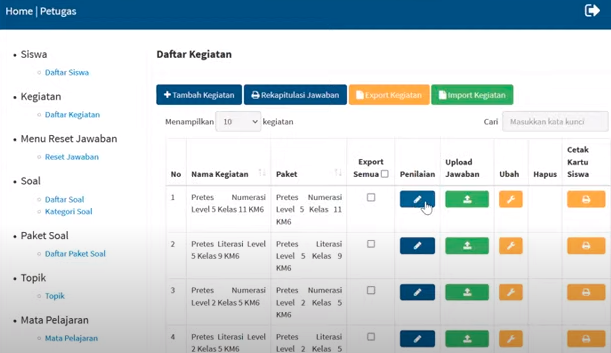 Home | Petugas
Siswa
Daftar Siswa
Kegiatan
Daftar Kegiatan
Menu Reset Jawaban
Reset Jawaban
Soal
Daftar Soal
Kategori Soal
Paket Soal
Daftar Paket Soal
Topik
Topik
Mata Pelajaran
Mata Pelajaran
Daftar Kegiatan
Tambah Kegiatan Rekapitulasi Jawaban Export Kegiatan Import Kegiatan
Menampilkan 10 kegiatan Cari Masukkan kata kunci
No Nama Kegiatan Paket Export Semua Penilaian Upload Jawaban Ubah Hapus Cetak Kartu Siswa
1 Pretes Numerasi Pretes Numerasi
Level 5 Kelas 11 KM6 Level 5 Kelas 11
KM6
2 Pretes Literasi Level Pretes Literasi
5 Kelas 9 KM6 Level 5 Kelas 9
KM6
3 Pretes Numerasi Pretes Numerasi
Level 2 Kelas 5 KM6 Level 2 Kelas 5
KM6
4 Pretes Literasi Level Pretes Literasi
2 Kelas 5 KM6 Level 2 Kelas 5